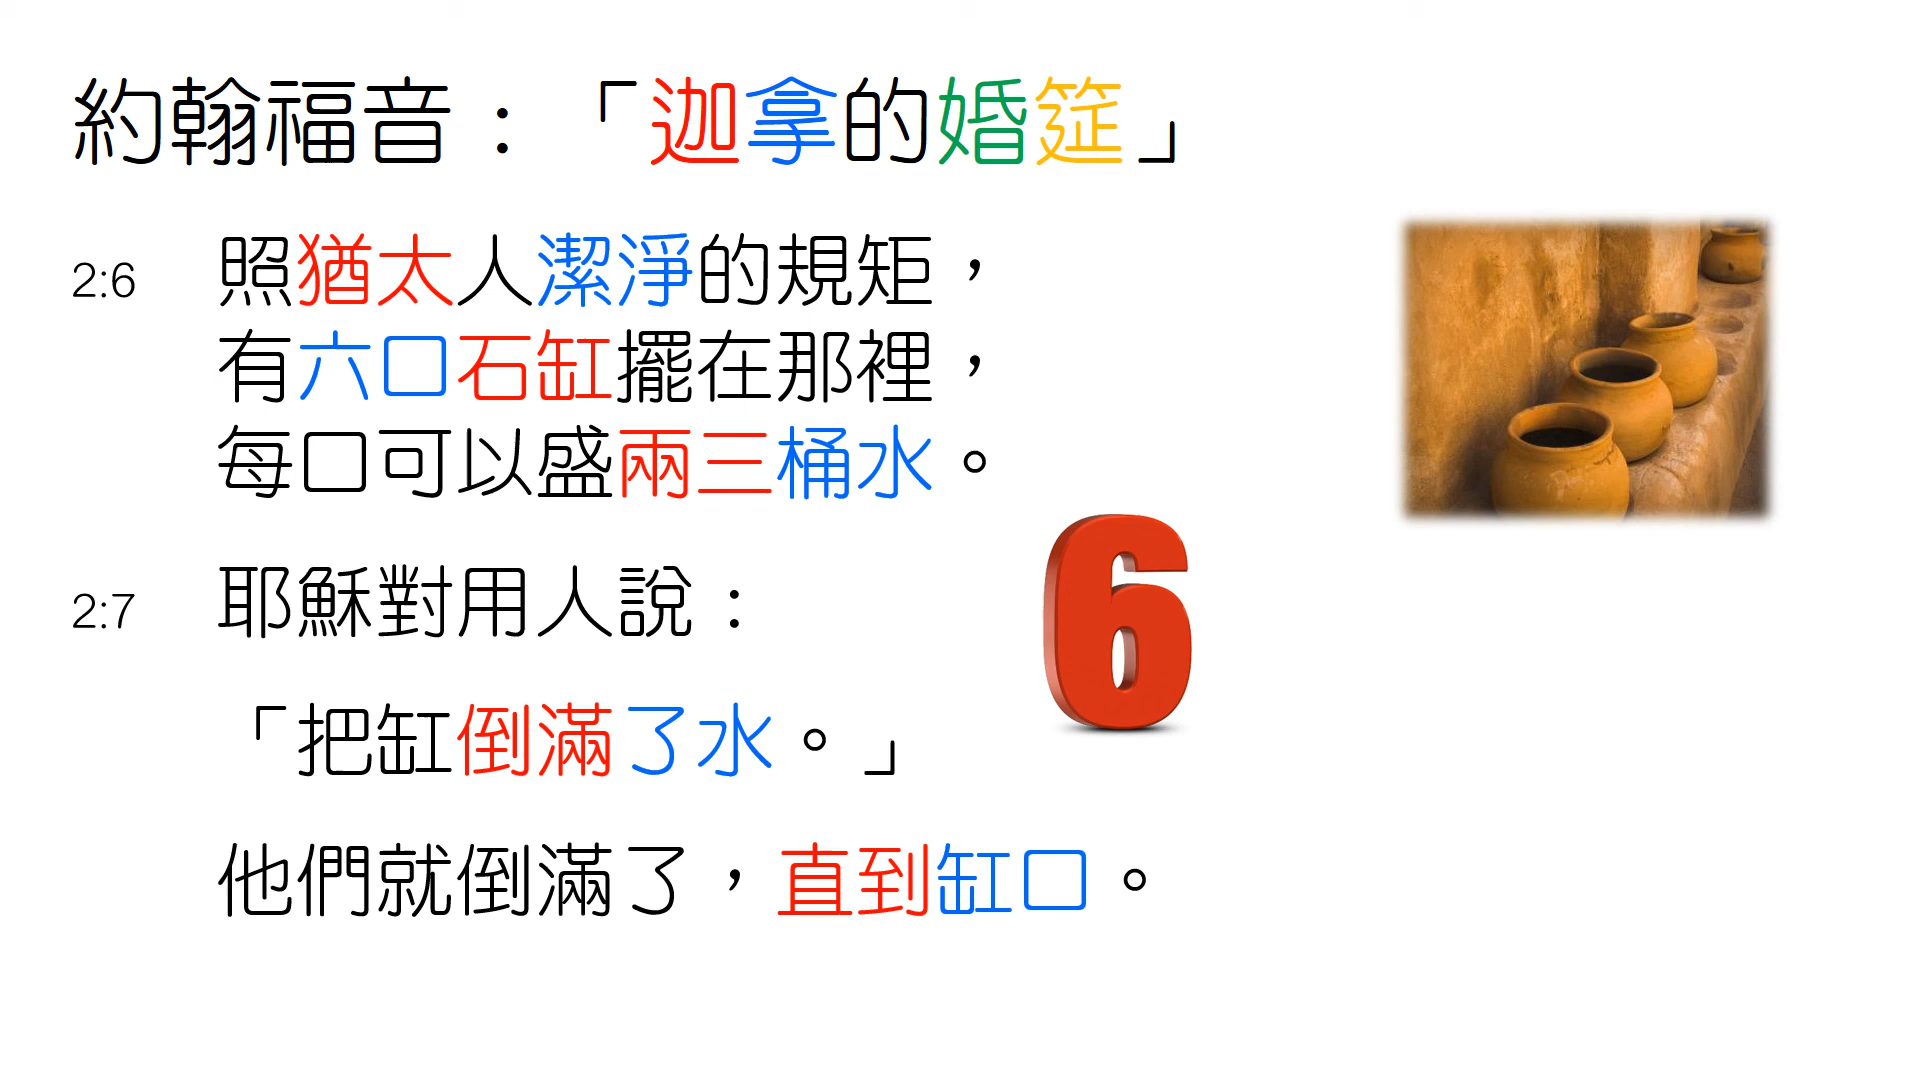 約翰福音：「迦拿的婚筵」
2:6 照猶太人潔淨的規矩，
有六口石缸擺在那裡，
每口可以盛兩三桶水。
6
2:7 耶穌對用人說：
「把缸倒滿了水。」
他們就倒滿了，直到缸口。